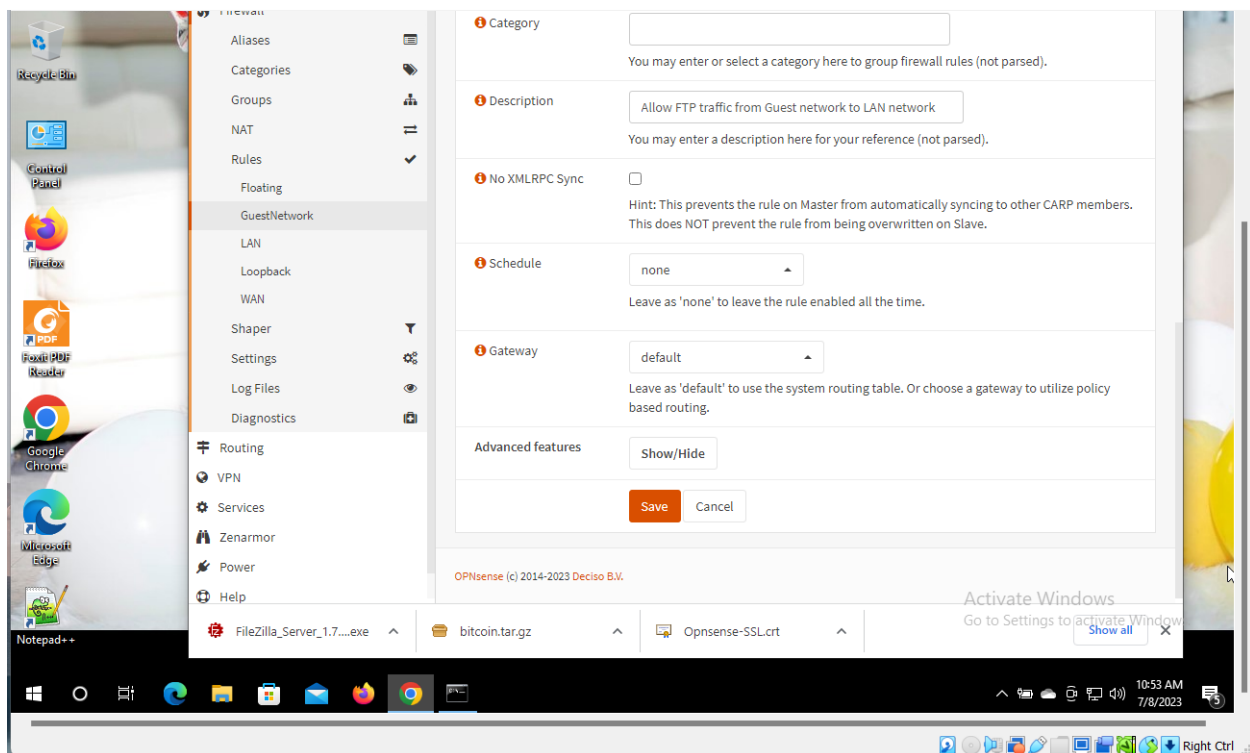 Recycle Bin
Control
Panel
Firefox
PDF
Foxit PDF
Reader
Google
Chrome
Microsoft
Edge
Notepad++
Firewall
Aliases
Categories
Groups
NAT
Rules
Floating
GuestNetwork
LAN
Loopback
WAN
Shaper
Settings
Log Files
Diagnostics
Routing
VPN
Services
Zenarmor
Power
Help
Category
You may enter or select a category here to group firewall rules (not parsed).
Description
Allow FTP traffic from Guest network to LAN network
You may enter a description here for your reference (not parsed).
No XMLRPC Sync
Hint: This prevents the rule on Master from automatically syncing to other CARP members.
This does NOT prevent the rule from being overwritten on Slave.
Schedule
none
Leave as 'none' to leave the rule enabled all the time.
Gateway
default
Leave as 'default' to use the system routing table. Or choose a gateway to utilize policy
based routing.
Advanced features
Show/Hide
Save Cancel
OPNsense (c) 2014-2023 Deciso B.V.
Activate Windows
Go to Settings to activate Windows
FileZilla_Server_1.7....exe
bitcoin.tar.gz
Opnsense-SSL.crt
Show all
10:53 AM
7/8/2023
5
Right Ctrl